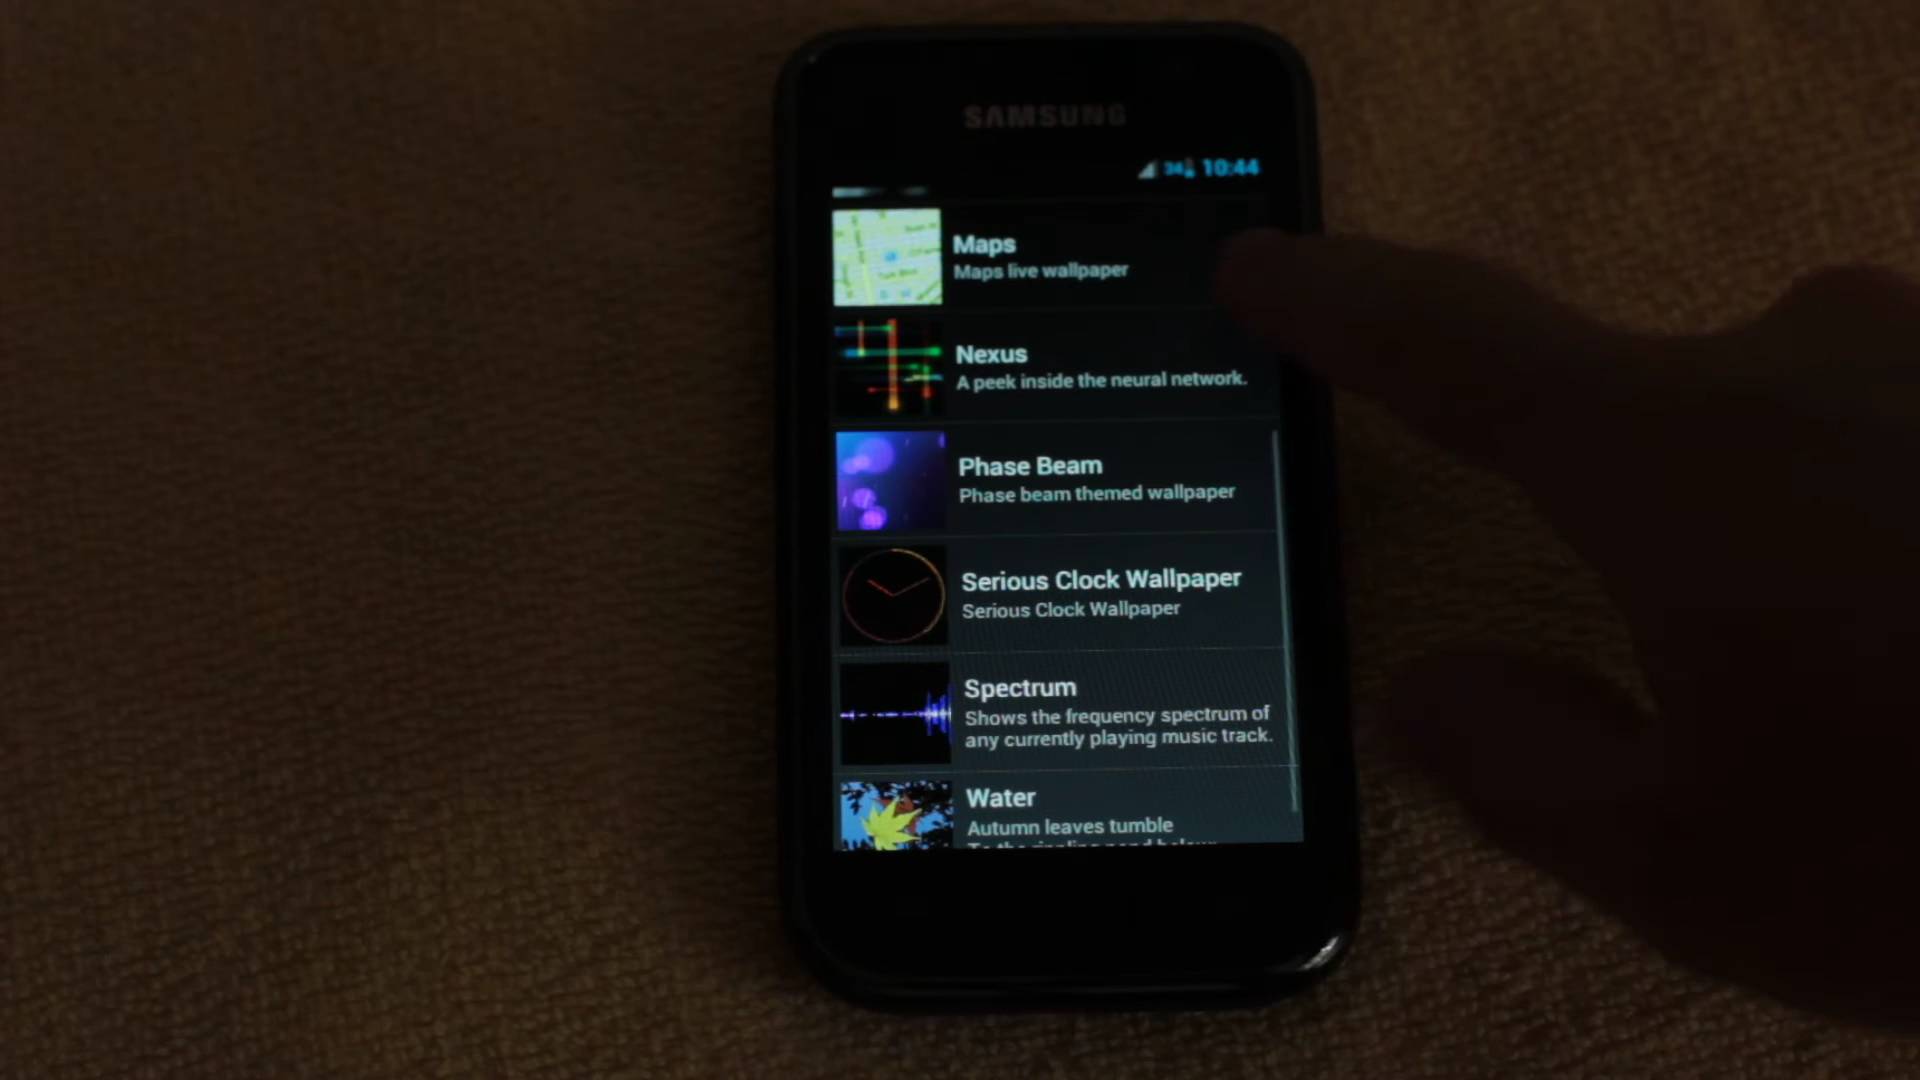 SAMSUNG
34 10:44
Maps
Maps live wallpaper
Nexus
A peek inside the neural network.
Phase Beam
Phase beam themed wallpaper
Serious Clock Wallpaper
Serious Clock Wallpaper
Spectrum
Shows the frequency spectrum of
any currently playing music track.
Water
Autumn leaves tumble